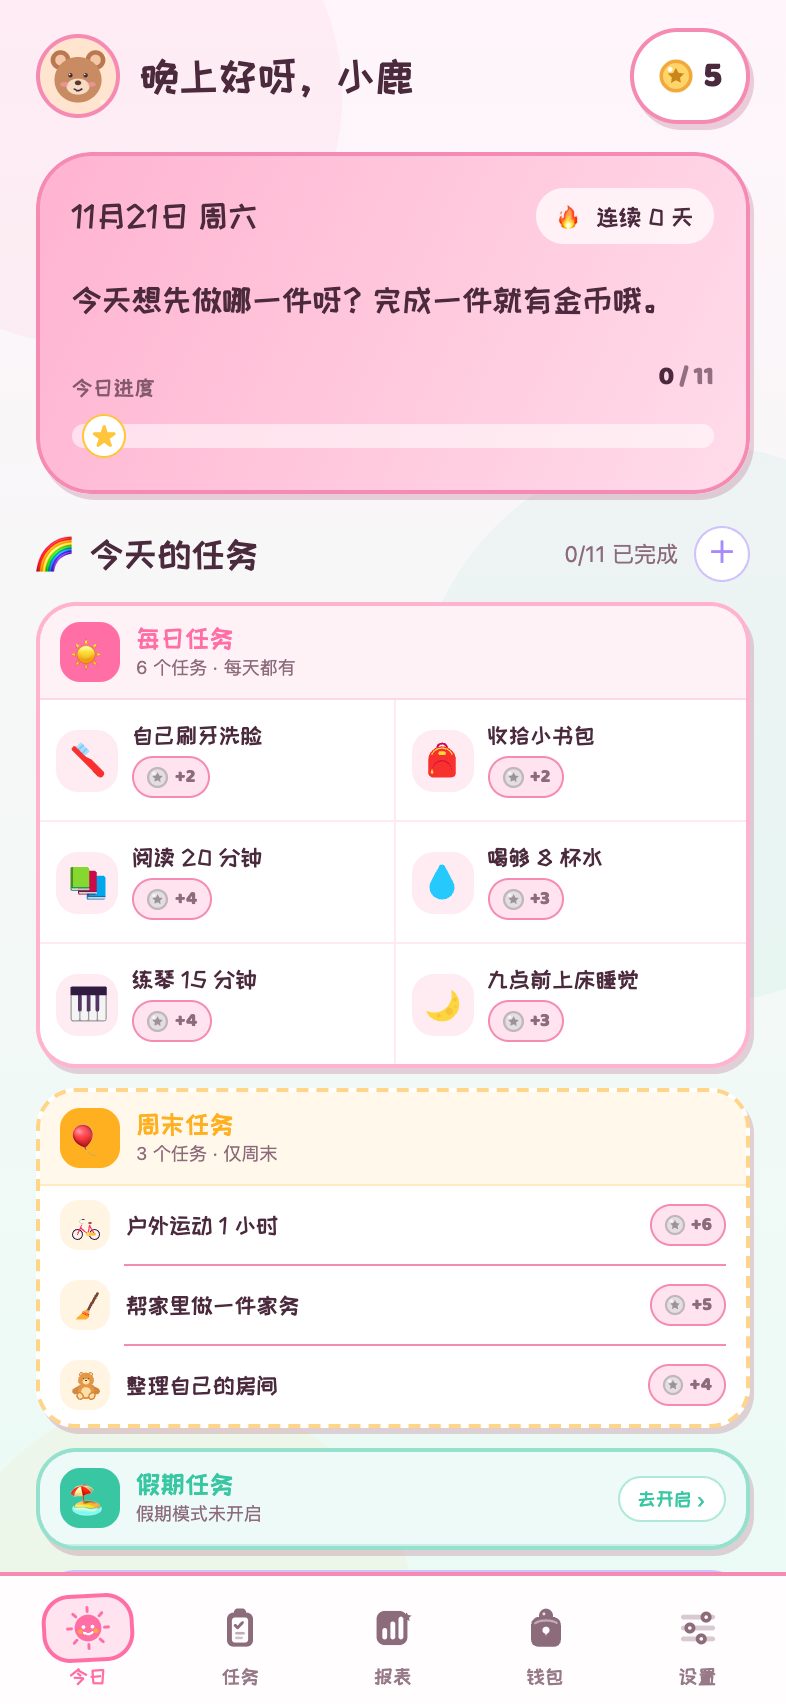 晚上好呀，小鹿
5
11月21日 周六
连续 0 天
今天想先做哪一件呀？完成一件就有金币哦。
今日进度
0 / 11
今天的任务
0/11 已完成
每日任务
6 个任务 · 每天都有
自己刷牙洗脸
+2
收拾小书包
+2
阅读 20 分钟
+4
喝够 8 杯水
+3
练琴 15 分钟
+4
九点前上床睡觉
+3
周末任务
3 个任务 · 仅周末
户外运动 1 小时
+6
帮家里做一件家务
+5
整理自己的房间
+4
假期任务
假期模式未开启
去开启 ›
今日
任务
报表
钱包
设置